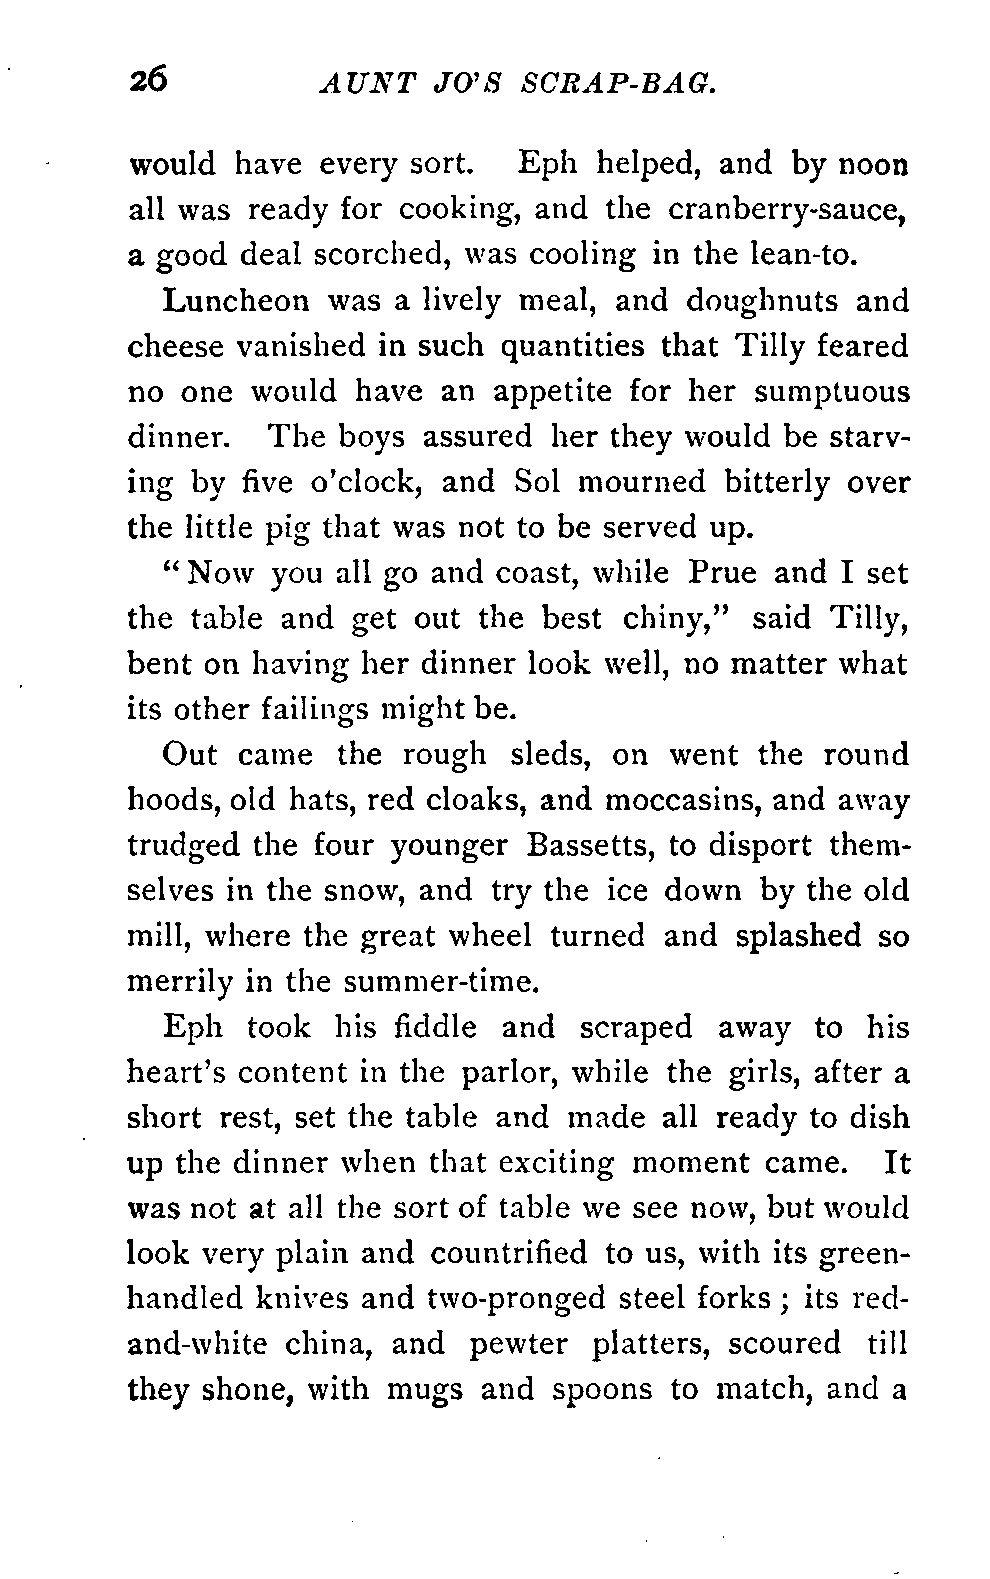 26 AUNT JO'S SCRAP-BAG.
would have every sort. Eph helped, and by noon
all was ready for cooking, and the cranberry-sauce,
a good deal scorched, was cooling in the lean-to.
Luncheon was a lively meal, and doughnuts and
cheese vanished in such quantities that Tilly feared
no one would have an appetite for her sumptuous
dinner. The boys assured her they would be starv-
ing by five o'clock, and Sol mourned bitterly over
the little pig that was not to be served up.
"Now you all go and coast, while Prue and I set
the table and get out the best chiny," said Tilly,
bent on having her dinner look well, no matter what
its other failings might be.
Out came the rough sleds, on went the round
hoods, old hats, red cloaks, and moccasins, and away
trudged the four younger Bassetts, to disport them-
selves in the snow, and try the ice down by the old
mill, where the great wheel turned and splashed so
merrily in the summer-time.
Eph took his fiddle and scraped away to his
heart's content in the parlor, while the girls, after a
short rest, set the table and made all ready to dish
up the dinner when that exciting moment came. It
was not at all the sort of table we see now, but would
look very plain and countrified to us, with its green-
handled knives and two-pronged steel forks; its red-
and-white china, and pewter platters, scoured till
they shone, with mugs and spoons to match, and a